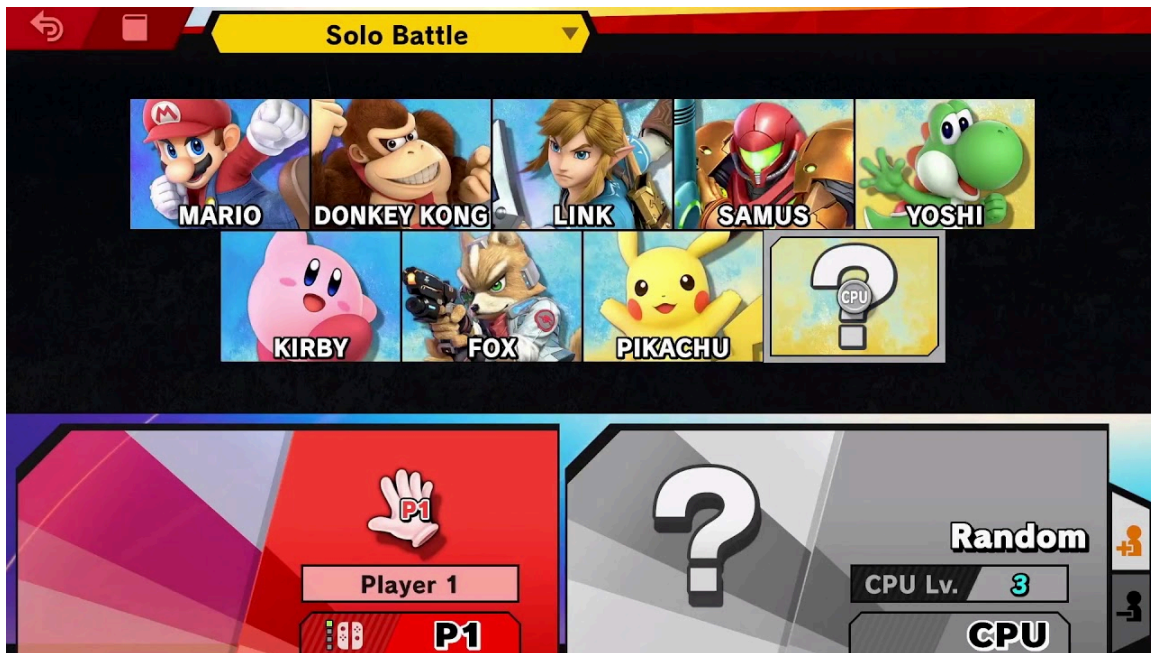 Solo Battle
M
MARIO
DONKEY KONG
LINK
SAMUS
YOSHI
KIRBY
FOX
PIKACHU
?
CPU
P1
Player 1
P1
?
Random
CPU Lv. 3
CPU